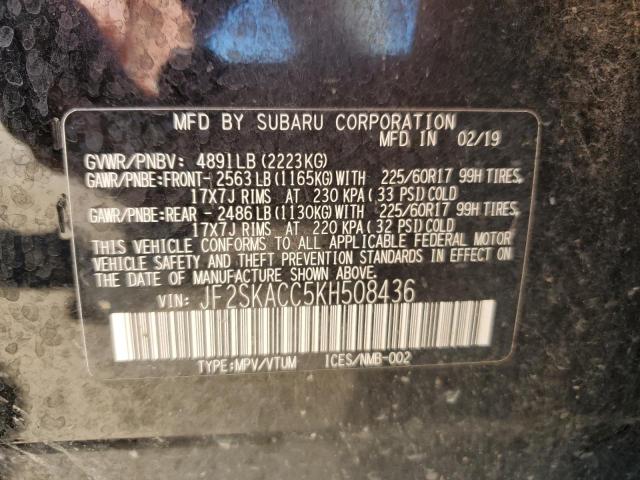 MFD BY SUBARU CORPORATION
MFD IN 02/19
GVWR/PNBV: 4891LB (2223KG)
GAWR/PNBE:FRONT- 2563LB (1165KG)WITH 225/60R17 99H TIRES,
17X7J RIMS AT 230 KPA (33 PSI)COLD
GAWR/PNBE:REAR - 2486LB (1130KG)WITH 225/60R17 99H TIRES,
17X7J RIMS AT 220 KPA (32 PSI)COLD
THIS VEHICLE CONFORMS TO ALL APPLICABLE FEDERAL MOTOR
VEHICLE SAFETY AND THEFT PREVENTION STANDARDS IN EFFECT ON
THE DATE OF MANUFACTURE SHOWN ABOVE.
VIN: JF2SKACC5KH508436
TYPE:MPV/VTUM ICES/NMB-002